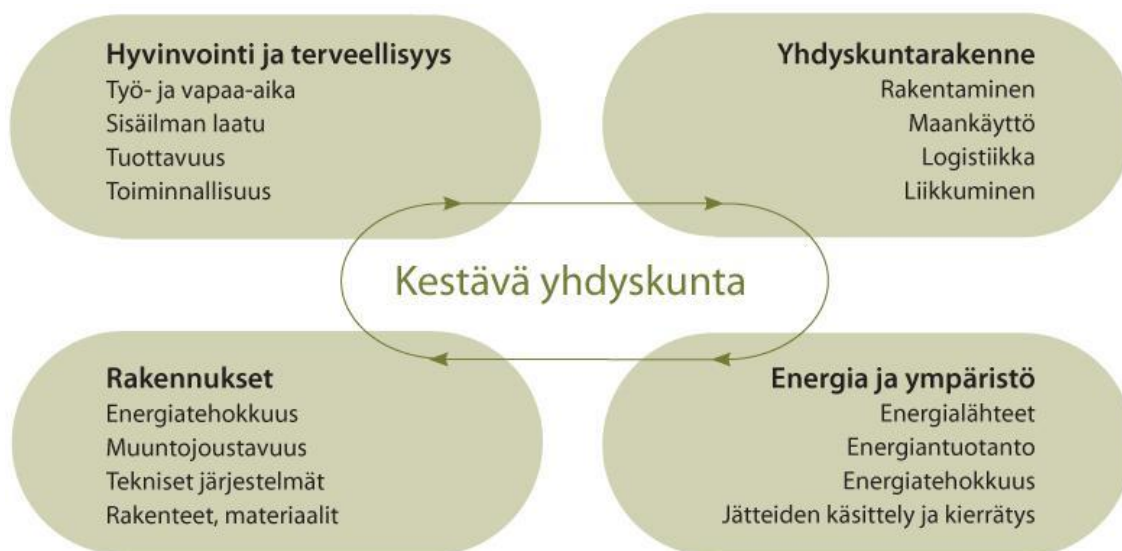 Hyvinvointi ja terveellisyys
Työ- ja vapaa-aika
Sisäilman laatu
Tuottavuus
Toiminnallisuus
Yhdyskuntarakenne
Rakentaminen
Maankäyttö
Logistiikka
Liikkuminen
Kestävä yhdyskunta
Rakennukset
Energiatehokkuus
Muuntojoustavuus
Tekniset järjestelmät
Rakenteet, materiaalit
Energia ja ympäristö
Energialähteet
Energiantuotanto
Energiatehokkuus
Jätteiden käsittely ja kierrätys